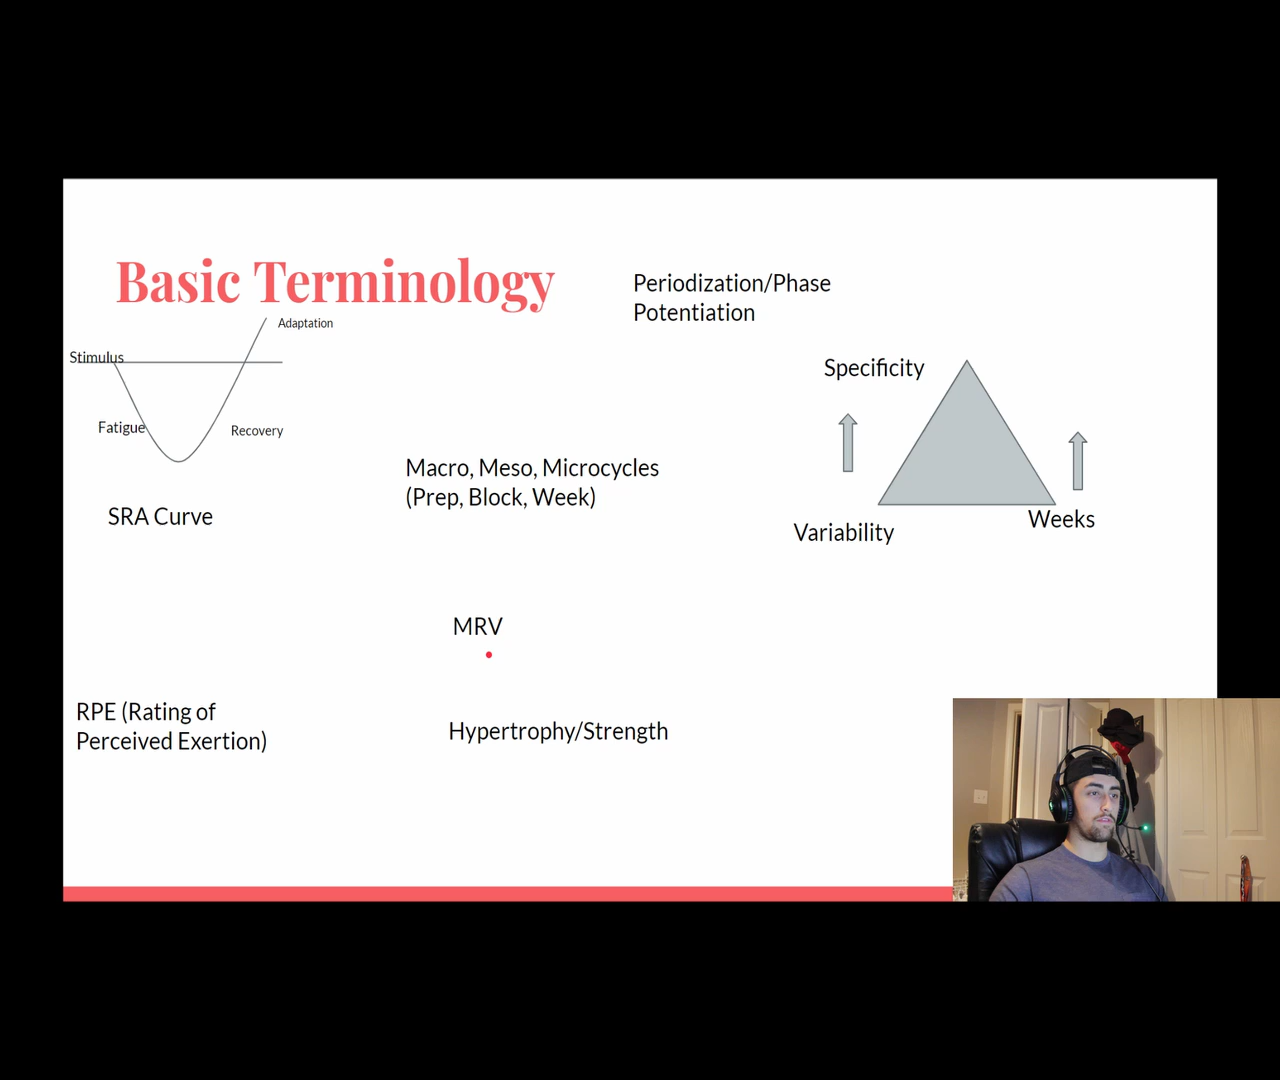 Basic Terminology
Adaptation
Stimulus
Fatigue
Recovery
SRA Curve
Periodization/Phase
Potentiation
Specificity
Variability
Weeks
Macro, Meso, Microcycles
(Prep, Block, Week)
MRV
RPE (Rating of
Perceived Exertion)
Hypertrophy/Strength